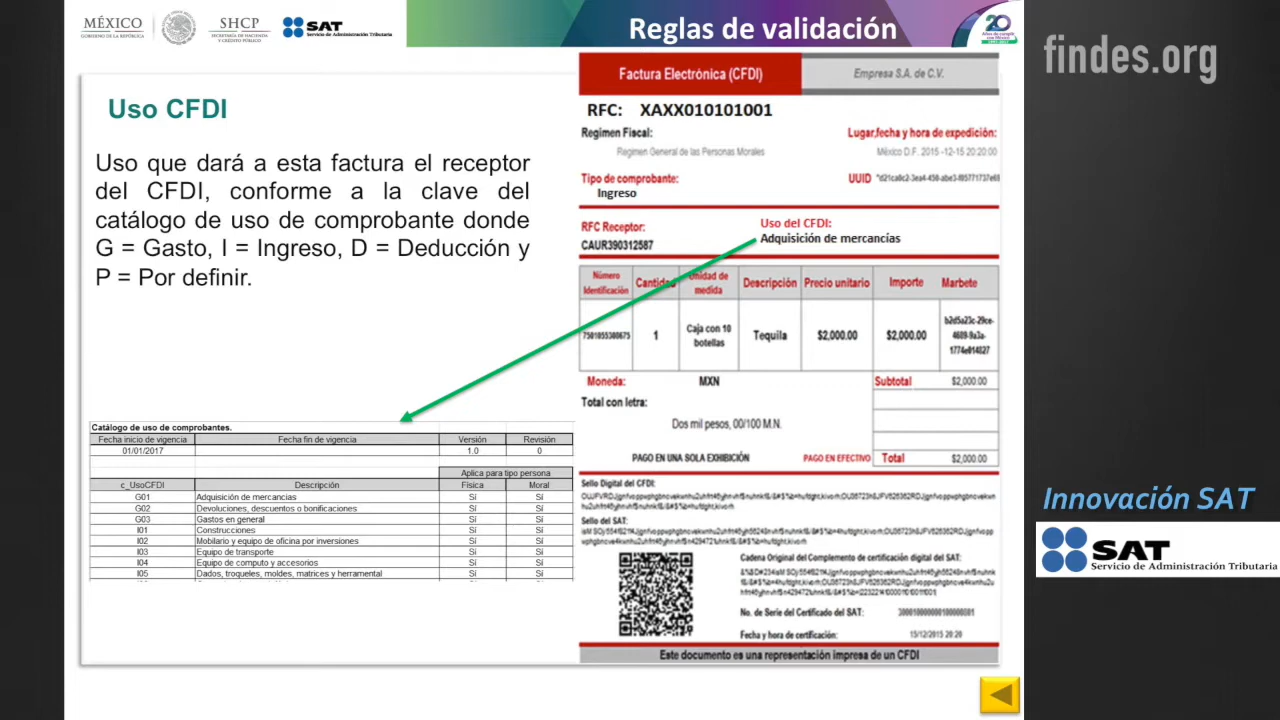 MÉXICO
GOBIERNO DE LA REPÚBLICA
SHCP
SECRETARÍA DE HACIENDA
Y CRÉDITO PÚBLICO
SAT
Servicio de Administración Tributaria
Reglas de validación
20
findes.org
Uso CFDI
Uso que dará a esta factura el receptor
del CFDI, conforme a la clave del
catálogo de uso de comprobante donde
G = Gasto, I = Ingreso, D = Deducción y
P = Por definir.
Catálogo de uso de comprobantes.
Fecha inicio de vigencia Fecha fin de vigencia Versión Revisión
01/01/2017 1.0 0
Aplica para tipo persona
c_UsoCFDI Descripción Física Moral
G01 Adquisición de mercancias Sí Sí
G02 Devoluciones, descuentos o bonificaciones Sí Sí
G03 Gastos en general Sí Sí
I01 Construcciones Sí Sí
I02 Mobilario y equipo de oficina por inversiones Sí Sí
I03 Equipo de transporte Sí Sí
I04 Equipo de computo y accesorios Sí Sí
I05 Dados, troqueles, moldes, matrices y herramental Sí Sí
Factura Electrónica (CFDI) Empresa S.A. de C.V.
RFC: XAXX010101001
Regimen Fiscal: Lugar,fecha y hora de expedición:
Regimen General de las Personas Morales México D.F. 2015 -12-15 20:20:00
Tipo de comprobante: UUID
Ingreso
RFC Receptor: Uso del CFDI:
CAUR390312587 Adquisición de mercancías
Número Identificación Cantidad Unidad de medida Descripción Precio unitario Importe Marbete
1 Caja con 10 botellas Tequila $2,000.00 $2,000.00
Moneda: MXN Subtotal $2,000.00
Total con letra:
Dos mil pesos, 00/100 M.N.
PAGO EN UNA SOLA EXHIBICIÓN PAGO EN EFECTIVO Total $2,000.00
Sello Digital del CFDI:
Sello del SAT:
Cadena Original del Complemento de certificación digital del SAT:
No. de Serie del Certificado del SAT:
Fecha y hora de certificación: 15/12/2015 20:20
Este documento es una representación impresa de un CFDI
Innovación SAT
SAT
Servicio de Administración Tributaria